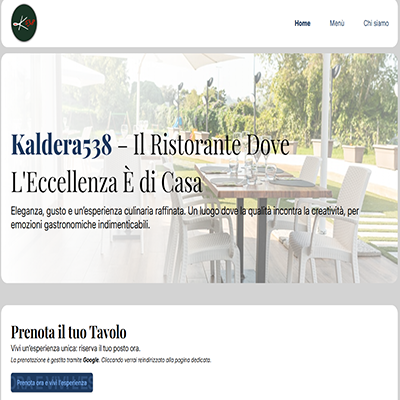 Home Menù Chi siamo
Kaldera538 – Il Ristorante Dove
L'Eccellenza È di Casa
Eleganza, gusto e un'esperienza culinaria raffinata. Un luogo dove la qualità incontra la creatività, per
emozioni gastronomiche indimenticabili.
Prenota il tuo Tavolo
Vivi un'esperienza unica: riserva il tuo posto ora.
La prenotazione è gestita tramite Google. Cliccando verrai reindirizzato alla pagina dedicata.
Prenota ora e vivi l'esperienza